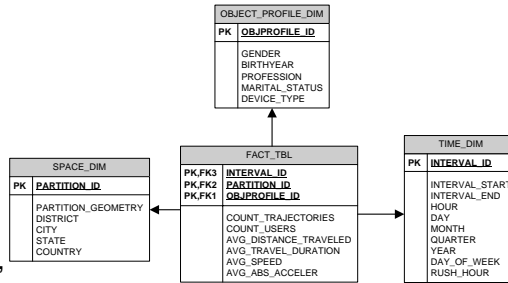 OBJECT_PROFILE_DIM
PK OBJPROFILE_ID
GENDER
BIRTHYEAR
PROFESSION
MARITAL_STATUS
DEVICE_TYPE
SPACE_DIM
PK PARTITION_ID
PARTITION_GEOMETRY
DISTRICT
CITY
STATE
COUNTRY
FACT_TBL
PK,FK3 INTERVAL_ID
PK,FK2 PARTITION_ID
PK,FK1 OBJPROFILE_ID
COUNT_TRAJECTORIES
COUNT_USERS
AVG_DISTANCE_TRAVELED
AVG_TRAVEL_DURATION
AVG_SPEED
AVG_ABS_ACCELER
TIME_DIM
PK INTERVAL_ID
INTERVAL_START
INTERVAL_END
HOUR
DAY
MONTH
QUARTER
YEAR
DAY_OF_WEEK
RUSH_HOUR